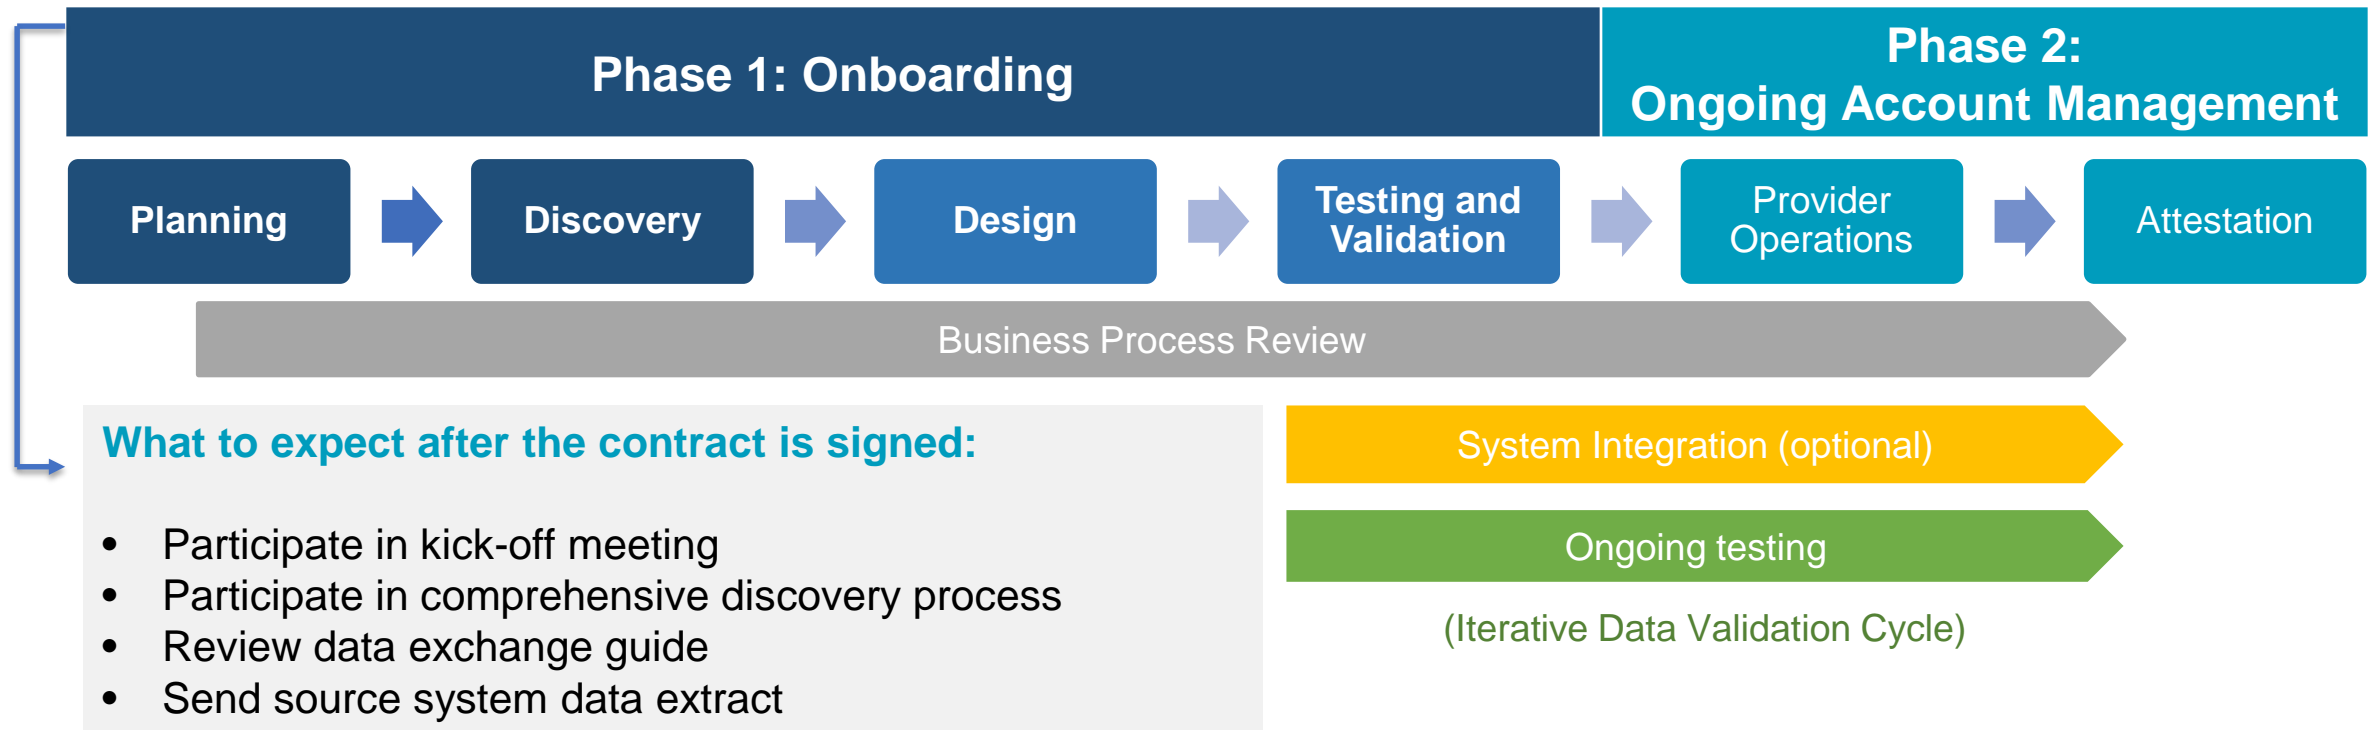 Phase 1: Onboarding
Phase 2:
Ongoing Account Management
Planning
Discovery
Design
Testing and
Validation
Provider
Operations
Attestation
Business Process Review
What to expect after the contract is signed:
• Participate in kick-off meeting
• Participate in comprehensive discovery process
• Review data exchange guide
• Send source system data extract
System Integration (optional)
Ongoing testing
(Iterative Data Validation Cycle)